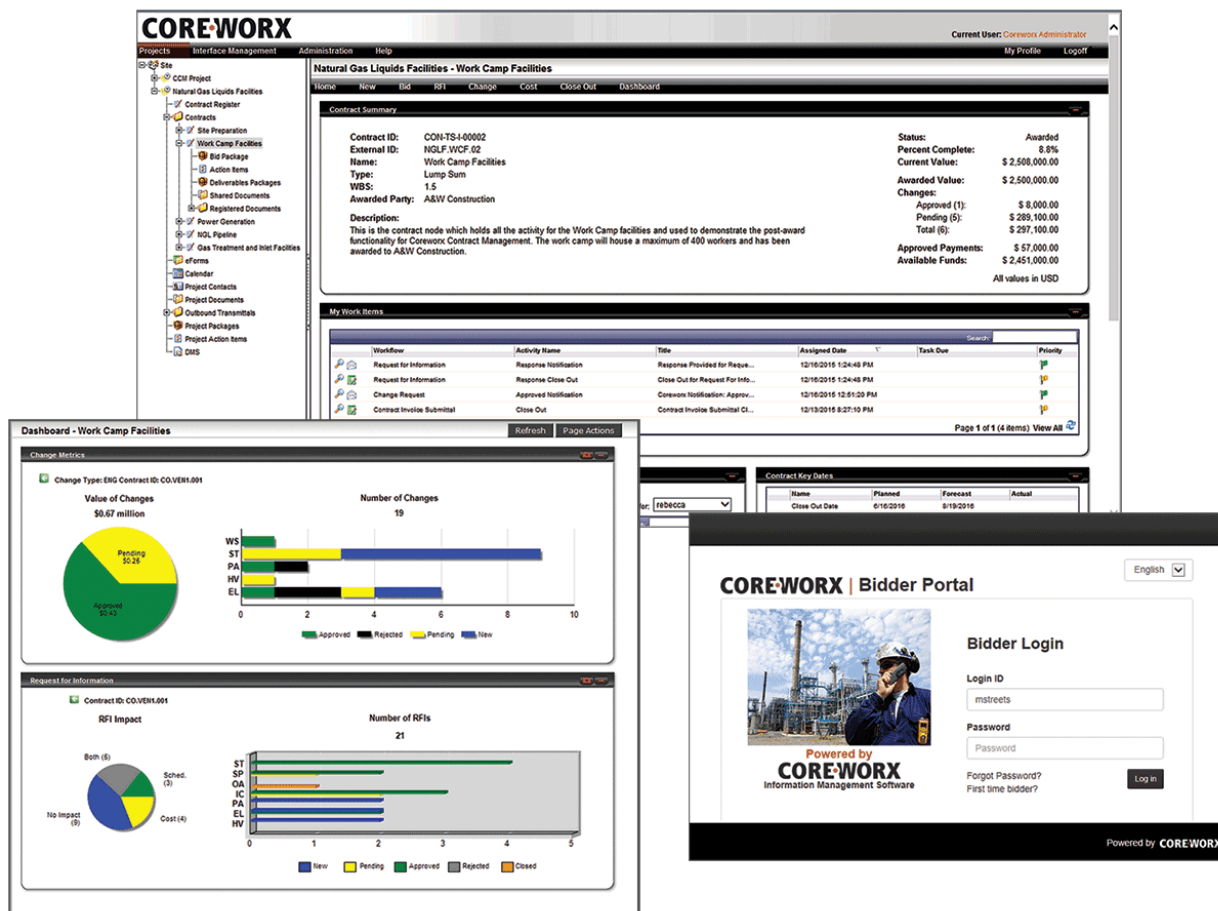 CORE·WORX
Current User: Coreworx Administrator
Projects Interface Management Administration Help My Profile Logoff
Site
CCM Project
Natural Gas Liquids Facilities
Contract Register
Contracts
Site Preparation
Work Camp Facilities
Bid Package
Action Items
Deliverables Packages
Shared Documents
Registered Documents
Power Generation
NGL Pipeline
Gas Treatment and Inlet Facilities
eForms
Calendar
Project Contacts
Project Documents
Outbound Transmittals
Project Packages
Project Action Items
DMS
Natural Gas Liquids Facilities - Work Camp Facilities
Home New Bid RFI Change Cost Close Out Dashboard
Contract Summary
Contract ID: CON-TS-I-00002
External ID: NGLF.WCF.02
Name: Work Camp Facilities
Type: Lump Sum
WBS: 1.5
Awarded Party: A&W Construction
Description:
This is the contract node which holds all the activity for the Work Camp facilities and used to demonstrate the post-award
functionality for Coreworx Contract Management. The work camp will house a maximum of 400 workers and has been
awarded to A&W Construction.
Status: Awarded
Percent Complete: 8.8%
Current Value: $ 2,508,000.00
Awarded Value: $ 2,500,000.00
Changes:
Approved (1): $ 8,000.00
Pending (5): $ 289,100.00
Total (6): $ 297,100.00
Approved Payments: $ 57,000.00
Available Funds: $ 2,451,000.00
All values in USD
My Work Items
Search:
Workflow Activity Name Title Assigned Date Task Due Priority
Request for Information Response Notification Response Provided for Reque... 12/16/2015 1:24:48 PM
Request for Information Response Close Out Close Out for Request For Info... 12/16/2015 1:24:48 PM
Change Request Approved Notification Coreworx Notification: Approv... 12/16/2015 12:51:20 PM
Contract Invoice Submittal Close Out Contract Invoice Submittal Cl... 12/13/2015 8:27:10 PM
Page 1 of 1 (4 items) View All
for: rebecca
Contract Key Dates
Name Planned Forecast Actual
Close Out Date 6/16/2016 8/19/2016
Dashboard - Work Camp Facilities
Refresh Page Actions
Change Metrics
Change Type: ENG Contract ID: CO.VEN1.001
Value of Changes
$0.67 million
Pending
$0.26
Approved
$0.43
Number of Changes
19
WS
ST
PA
HV
EL
0 2 4 6 8 10
Approved Rejected Pending New
Request for Information
Contract ID: CO.VEN1.001
RFI Impact
Both (6)
Sched.
(3)
No Impact
(9)
Cost (4)
Number of RFIs
21
ST
SP
OA
IC
PA
EL
HV
0 1 2 3 4 5
New Pending Approved Rejected Closed
English
CORE·WORX | Bidder Portal
Powered by
CORE·WORX
Information Management Software
Bidder Login
Login ID
mstreets
Password
Password
Forgot Password?
First time bidder?
Log in
Powered by CORE·WORX